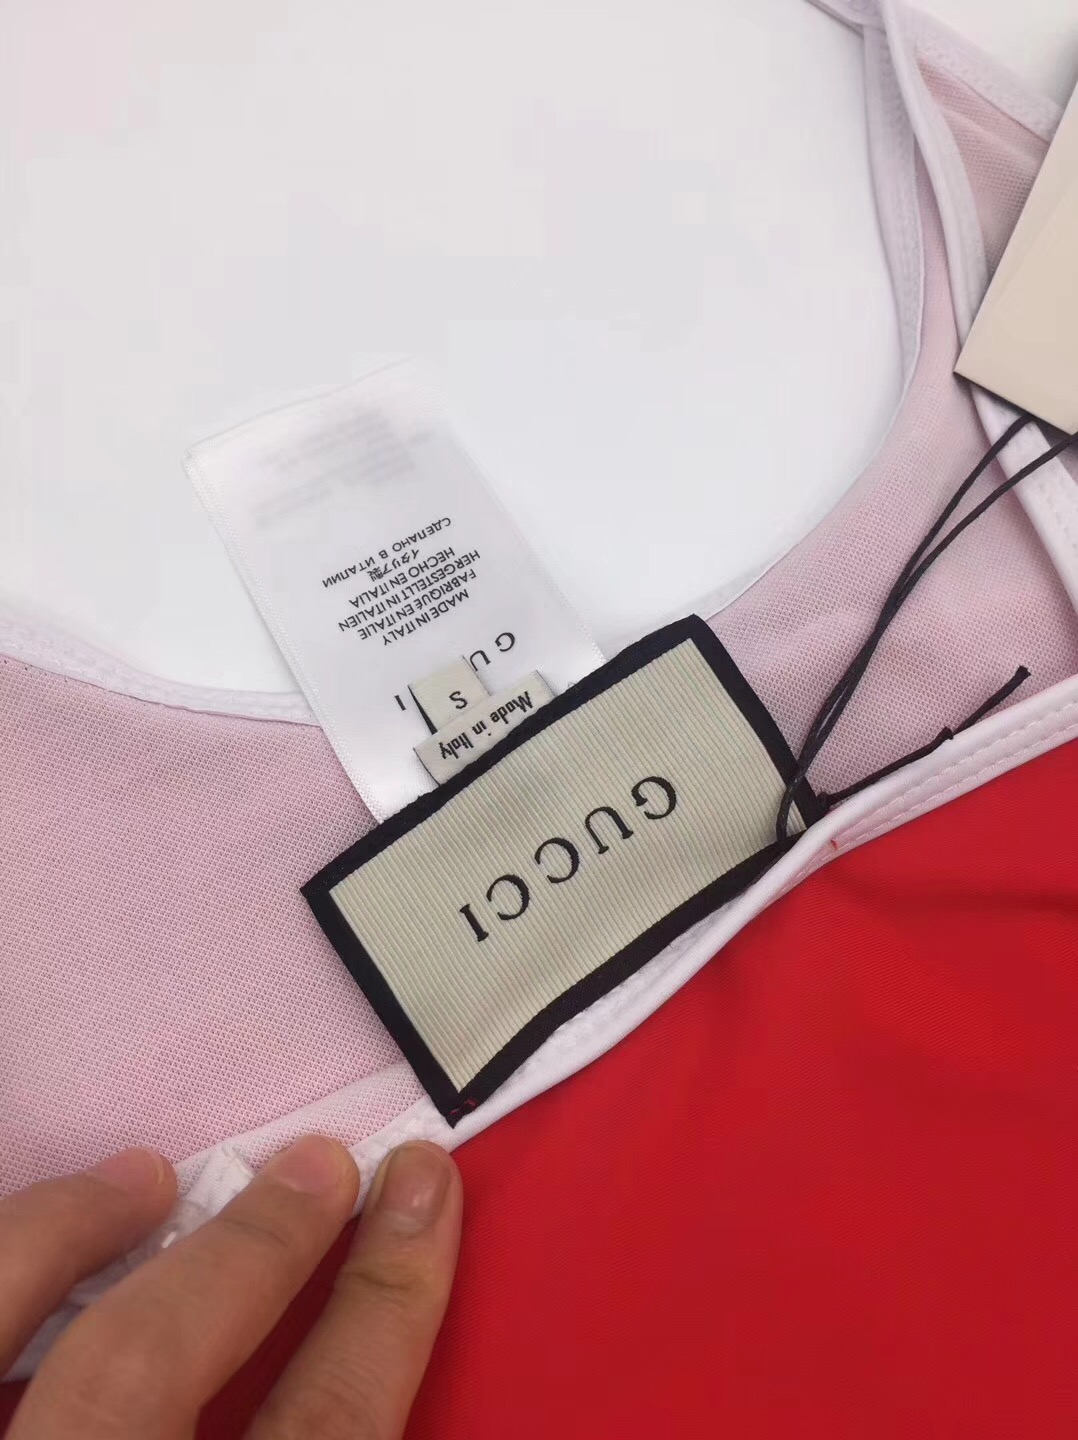 GUCCI
Made in Italy
S
GU
I
MADE IN ITALY
FABRIQUÉ EN ITALIE
HERGESTELLT IN ITALIEN
HECHO EN ITALIA
イタリア製
СДЕЛАНО В ИТАЛИИ